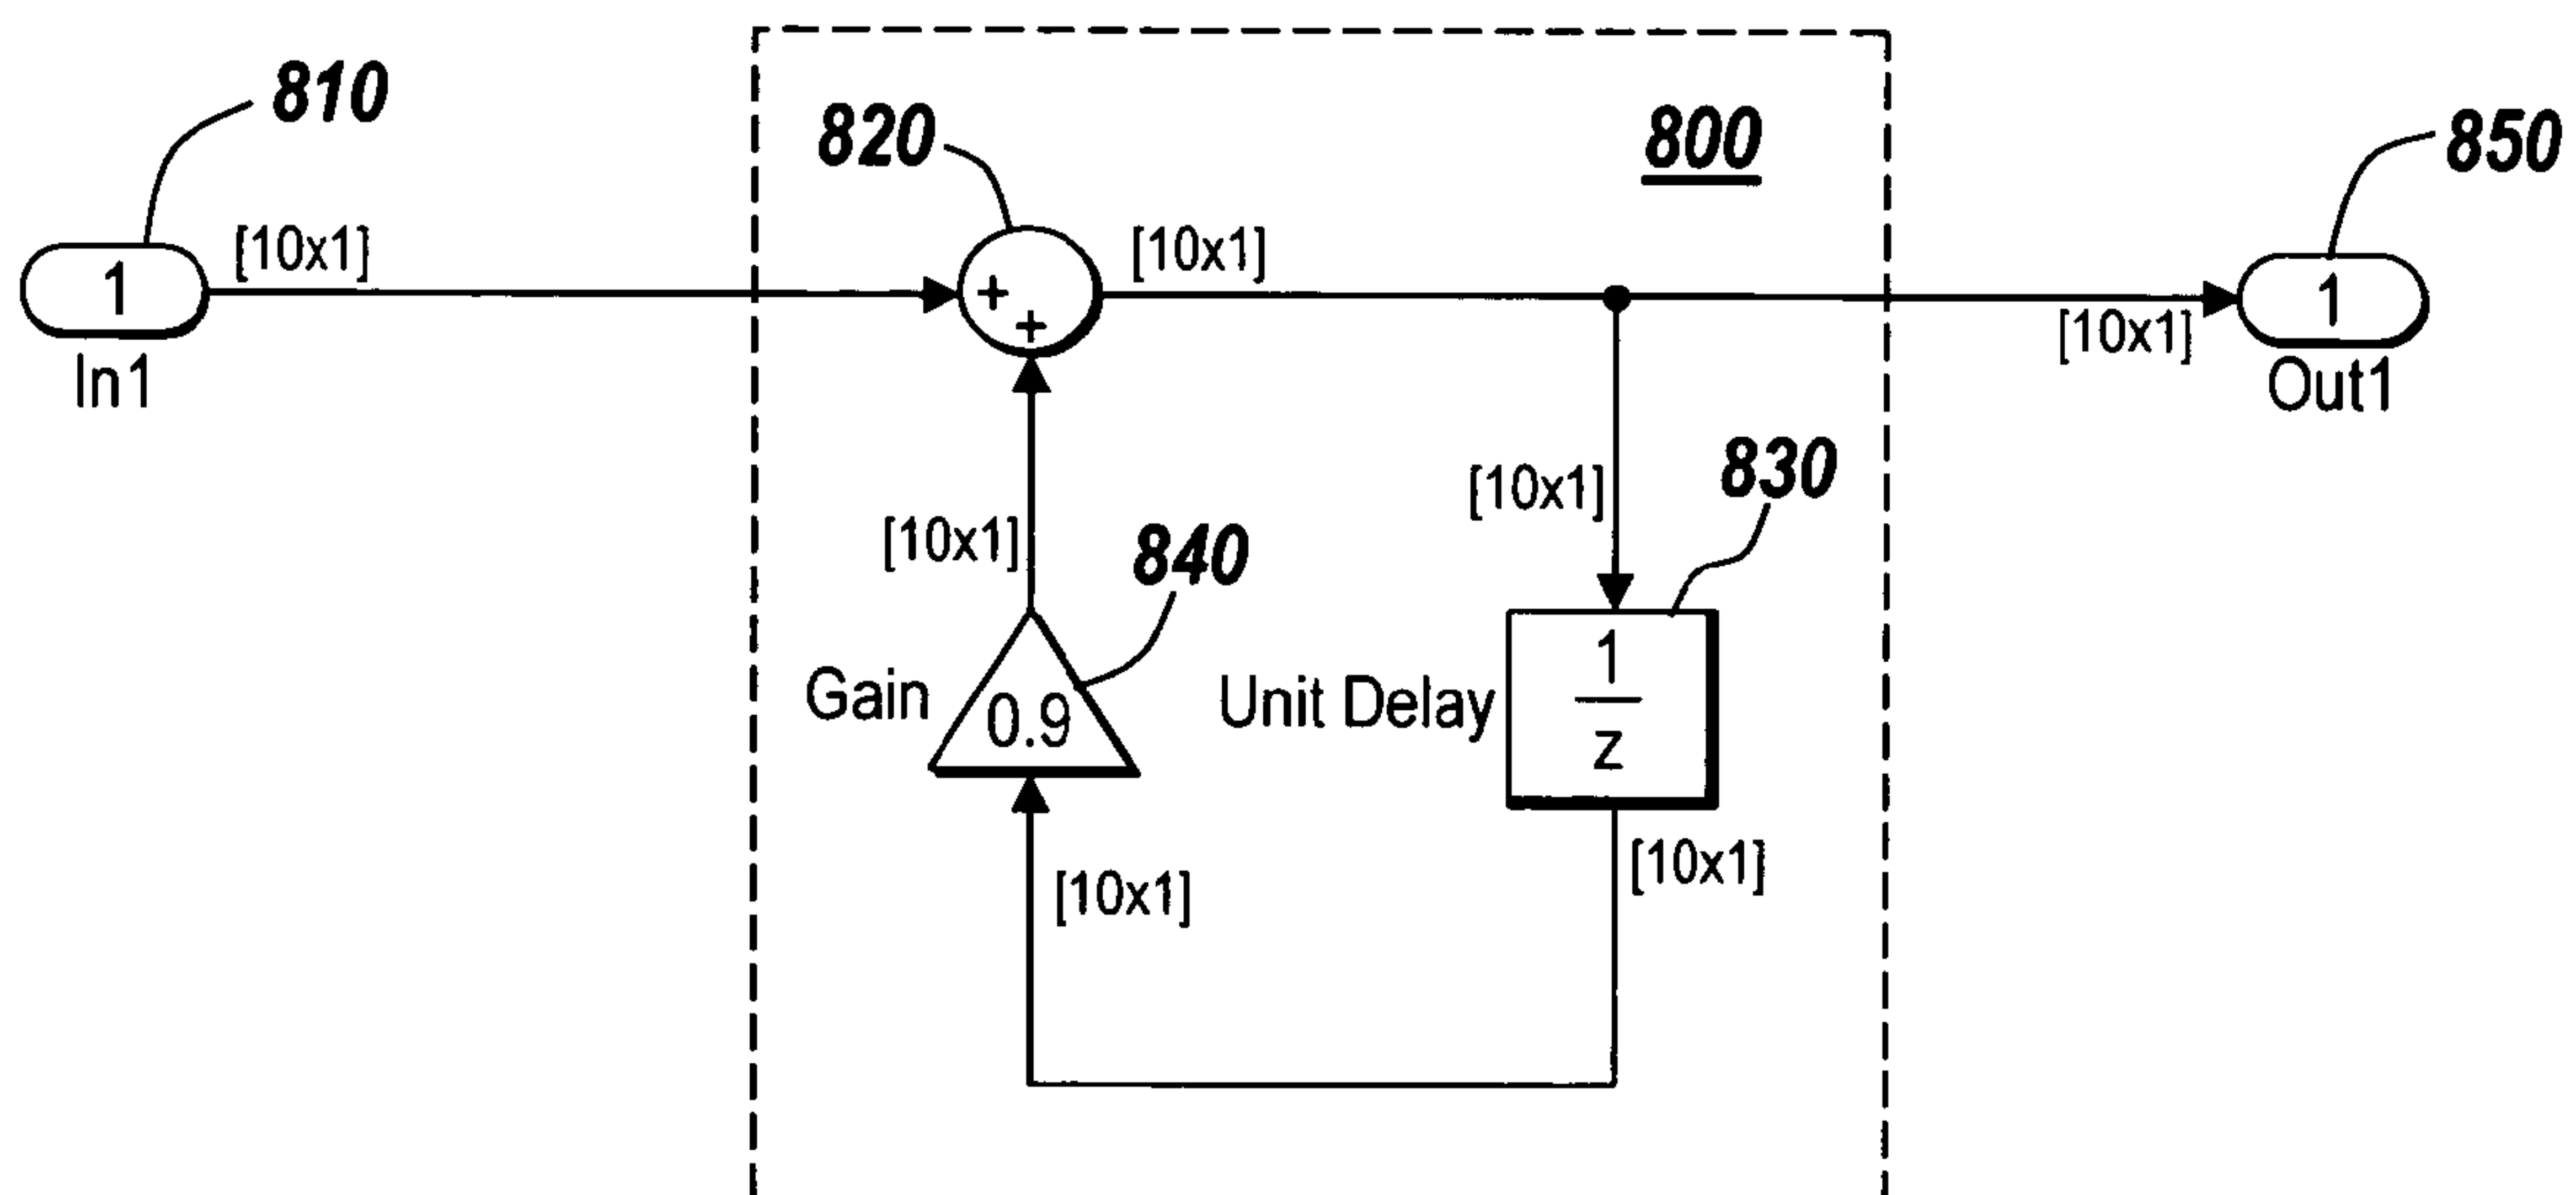 810
820
800
850
[10x1]
[10x1]
1
+
+
1
[10x1]
In1
Out1
830
[10x1]
[10x1]
840
Gain
0.9
Unit Delay
1
z
[10x1]
[10x1]